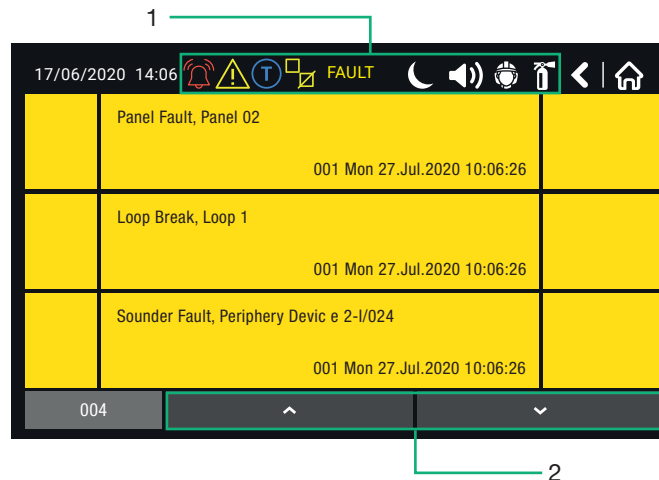 1
17/06/2020 14:06 T FAULT
Panel Fault, Panel 02
001 Mon 27.Jul.2020 10:06:26
Loop Break, Loop 1
001 Mon 27.Jul.2020 10:06:26
Sounder Fault, Periphery Devic e 2-I/024
001 Mon 27.Jul.2020 10:06:26
004
2